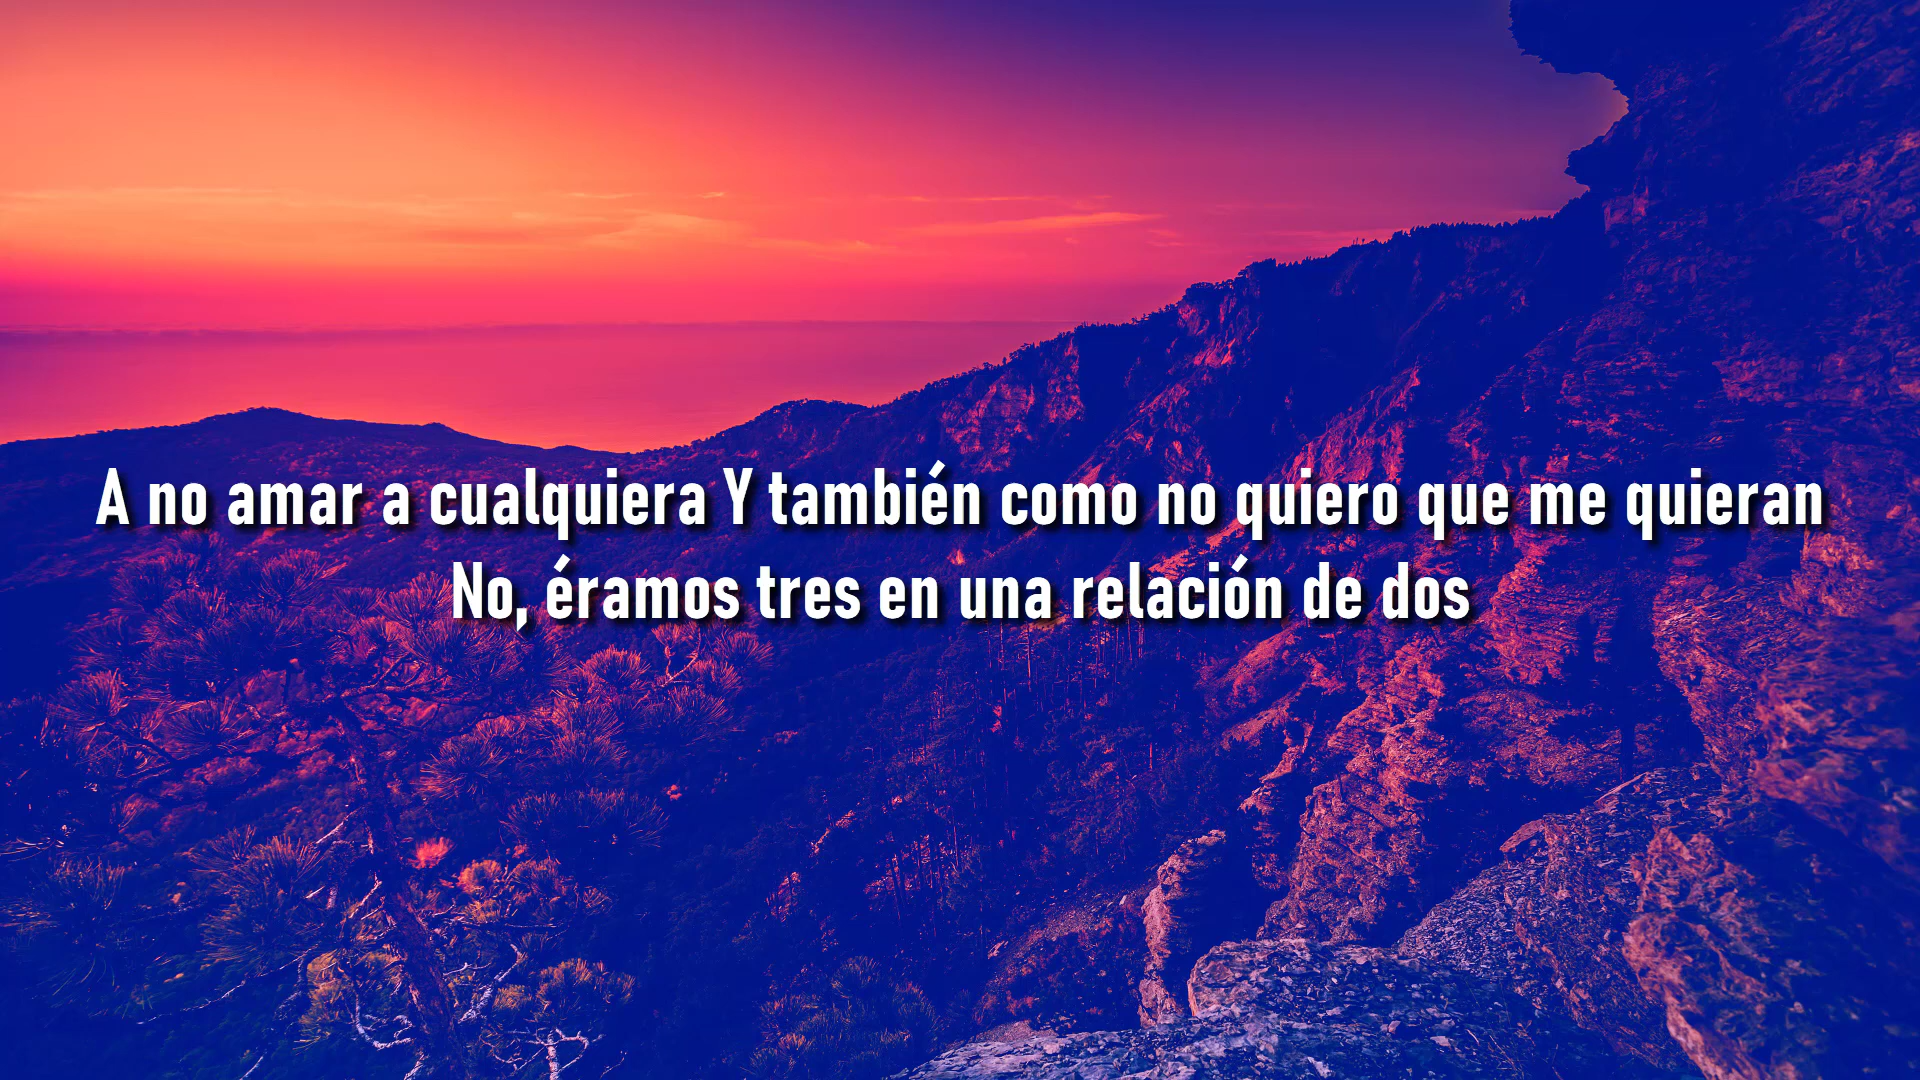 A no amar a cualquiera Y también como no quiero que me quieran
No, éramos tres en una relación de dos